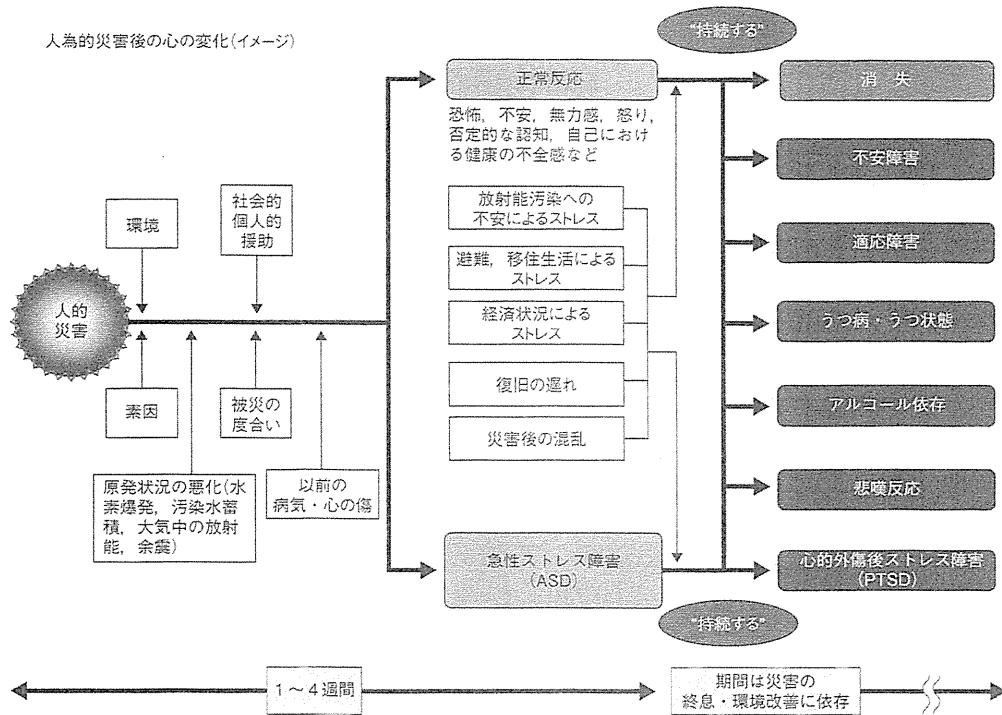 人為的災害後の心の変化(イメージ)
"持続する"
正常反応
消 失
恐怖，不安，無力感，怒り，
否定的な認知，自己におけ
る健康の不全感など
不安障害
社会的
個人的
援助
環境
放射能汚染への
不安によるストレス
適応障害
避難，移住生活による
ストレス
人的
災害
経済状況による
ストレス
うつ病・うつ状態
復旧の遅れ
アルコール依存
素因
被災の
度合い
災害後の混乱
原発状況の悪化(水
素爆発，汚染水蓄
積，大気中の放射
能，余震)
以前の
病気・心の傷
悲嘆反応
急性ストレス障害
(ASD)
心的外傷後ストレス障害
(PTSD)
"持続する"
1～4週間
期間は災害の
終息・環境改善に依存